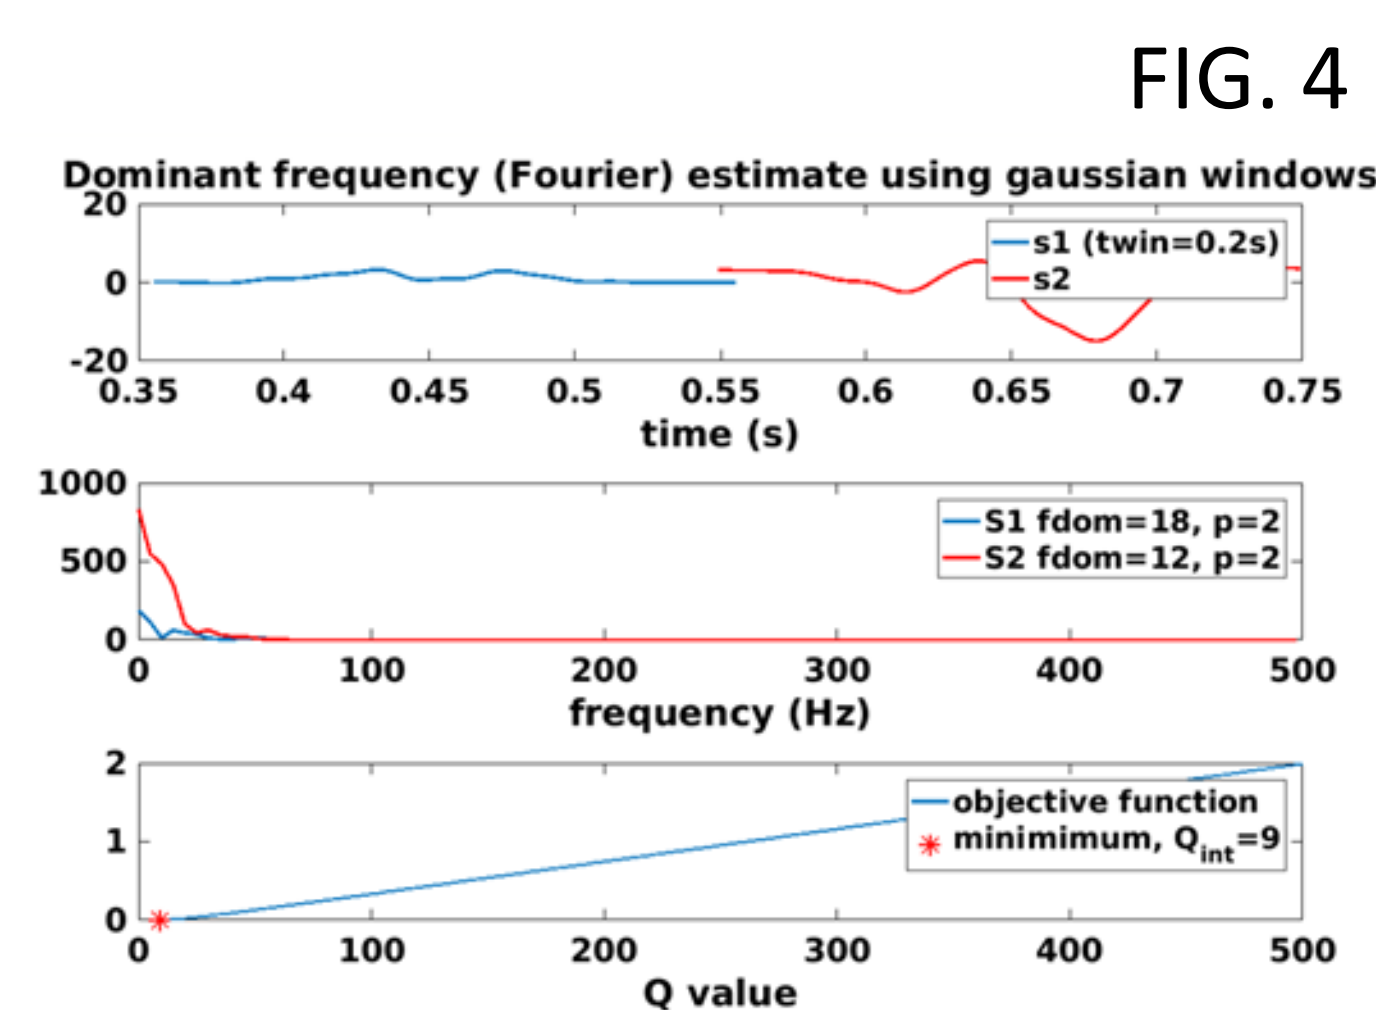 FIG. 4
Dominant frequency (Fourier) estimate using gaussian windows
20
0
-20
s1 (twin=0.2s)
s2
0.35 0.4 0.45 0.5 0.55 0.6 0.65 0.7 0.75
time (s)
1000
500
0
S1 fdom=18, p=2
S2 fdom=12, p=2
0 100 200 300 400 500
frequency (Hz)
2
1
0
objective function
minimimum, Qint=9
0 100 200 300 400 500
Q value